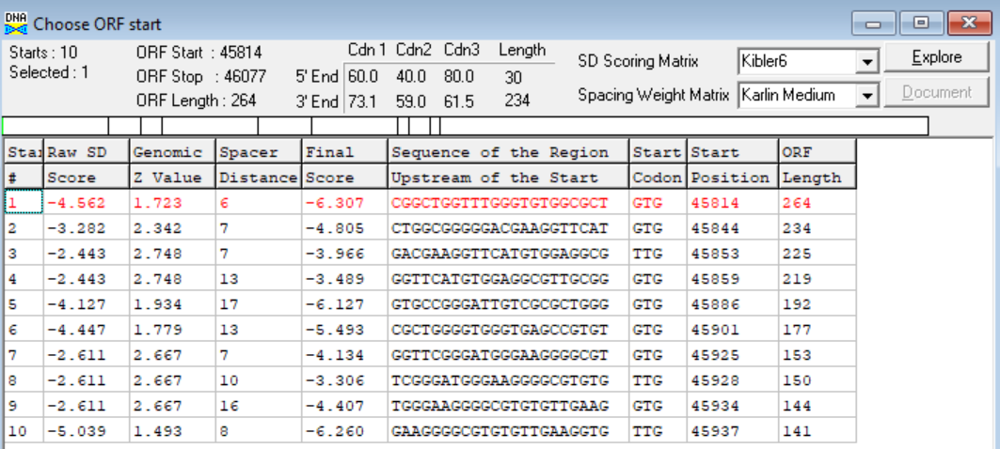 DNA Choose ORF start
Starts : 10 ORF Start : 45814 Cdn 1 Cdn2 Cdn3 Length SD Scoring Matrix Kibler6 Explore
Selected : 1 ORF Stop : 46077 5' End 60.0 40.0 80.0 30
ORF Length : 264 3' End 73.1 59.0 61.5 234 Spacing Weight Matrix Karlin Medium Document
Star Raw SD Genomic Spacer Final Sequence of the Region Start Start ORF
# Score Z Value Distance Score Upstream of the Start Codon Position Length
1 -4.562 1.723 6 -6.307 CGGCTGGTTTGGGTGTGGCGCT GTG 45814 264
2 -3.282 2.342 7 -4.805 CTGGCGGGGGACGAAGGTTCAT GTG 45844 234
3 -2.443 2.748 7 -3.966 GACGAAGGTTCATGTGGAGGCG TTG 45853 225
4 -2.443 2.748 13 -3.489 GGTTCATGTGGAGGCGTTGCGG GTG 45859 219
5 -4.127 1.934 17 -6.127 GTGCCGGGATTGTCGCGCTGGG GTG 45886 192
6 -4.447 1.779 13 -5.493 CGCTGGGGTGGGTGAGCCGTGT GTG 45901 177
7 -2.611 2.667 7 -4.134 GGTTCGGGATGGGAAGGGGCGT GTG 45925 153
8 -2.611 2.667 10 -3.306 TCGGGATGGGAAGGGGCGTGTG TTG 45928 150
9 -2.611 2.667 16 -4.407 TGGGAAGGGGCGTGTGTTGAAG GTG 45934 144
10 -5.039 1.493 8 -6.260 GAAGGGGCGTGTGTTGAAGGTG TTG 45937 141